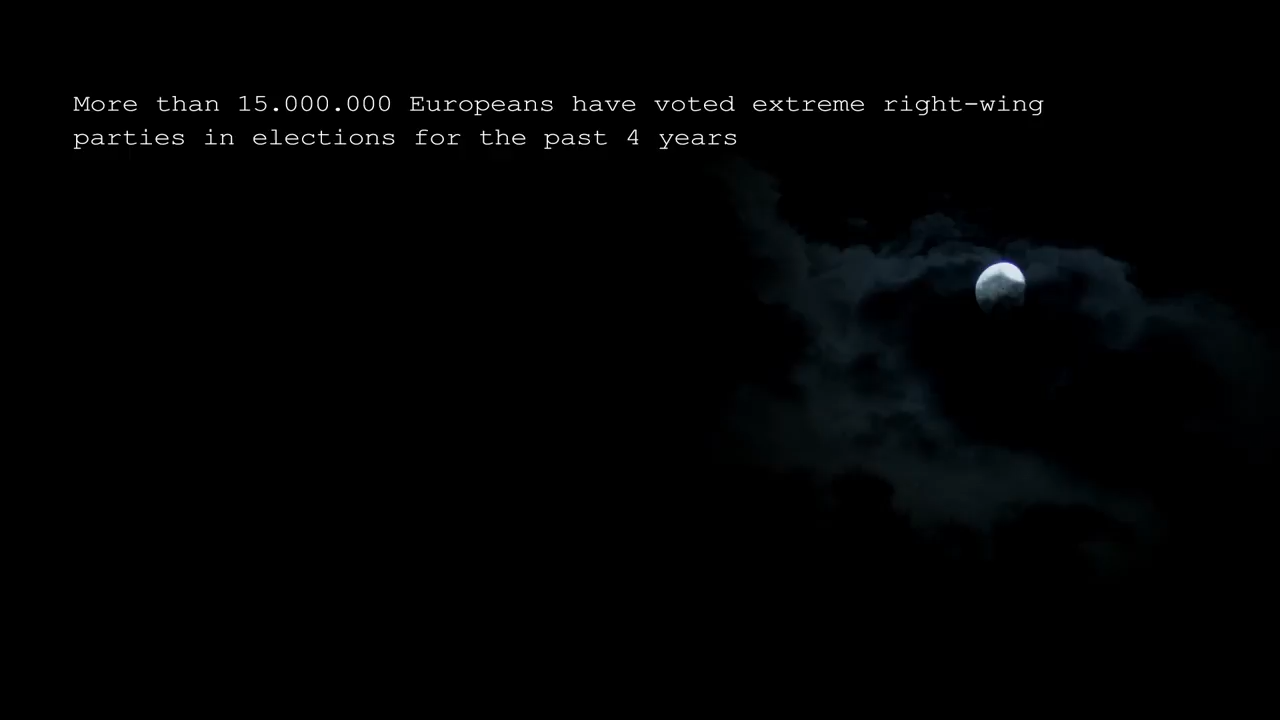 More than 15.000.000 Europeans have voted extreme right-wing
parties in elections for the past 4 years